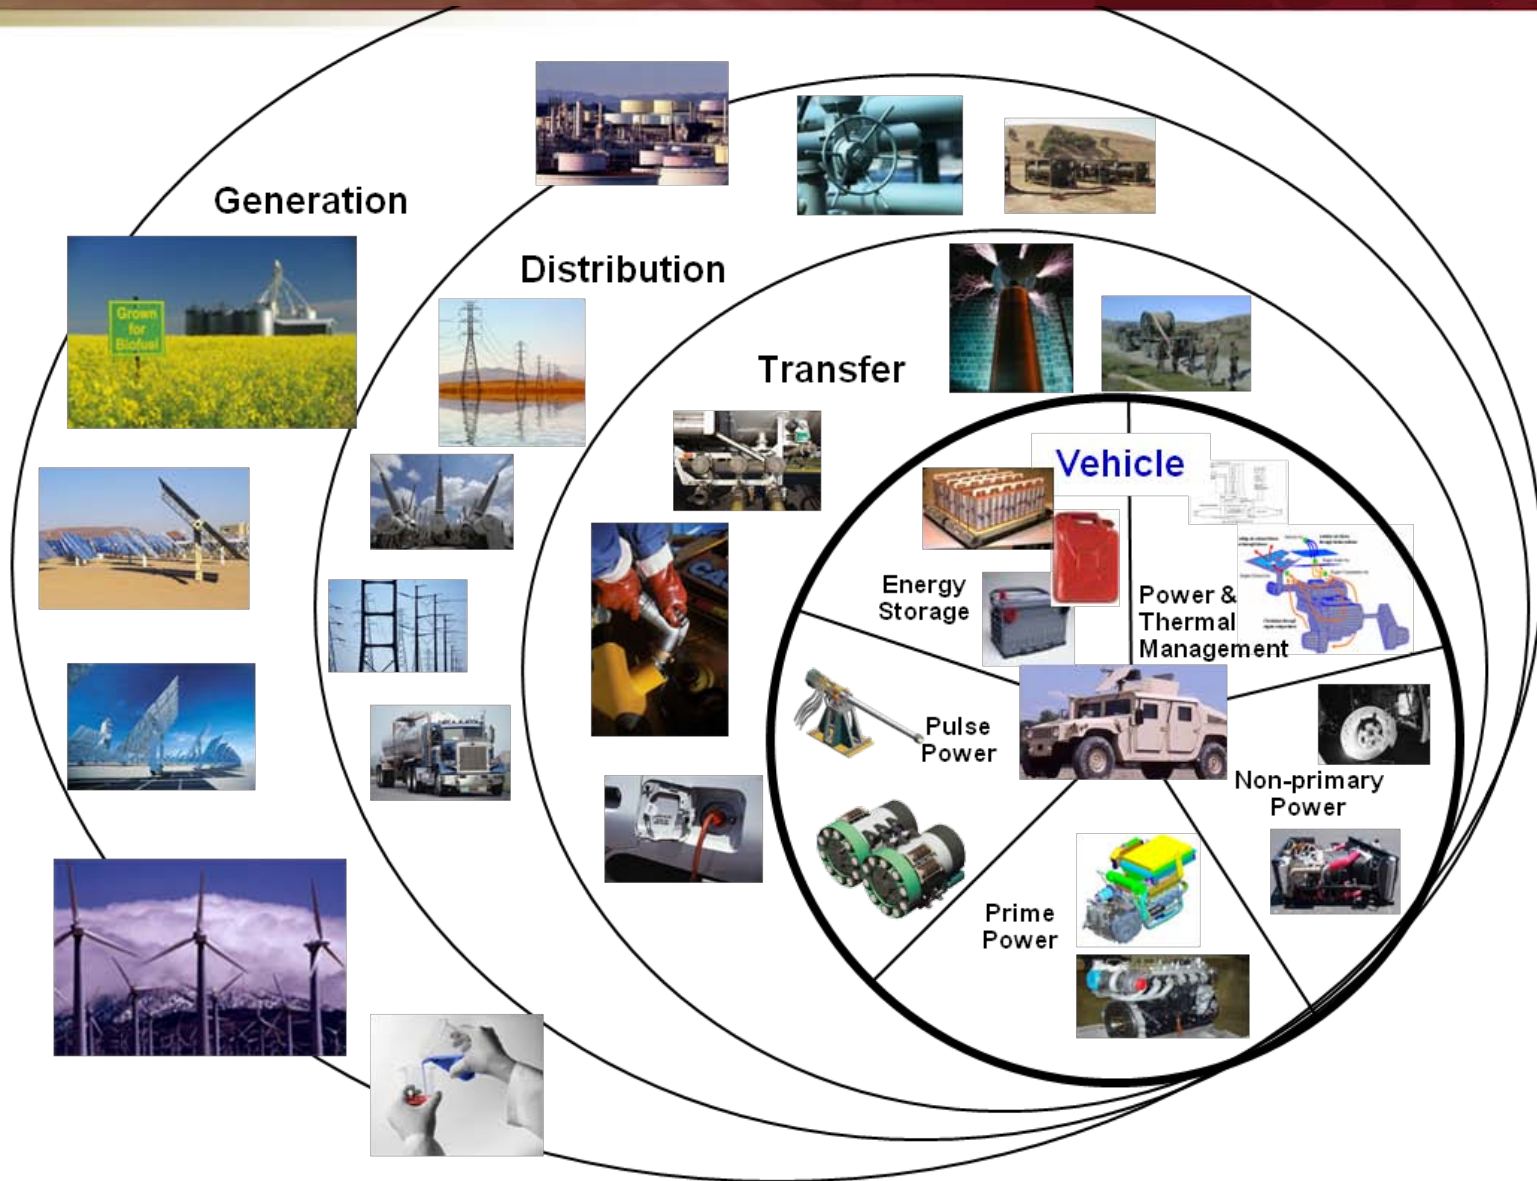 Generation
Grown
for
Biofuel
Distribution
Transfer
Vehicle
Energy
Storage
Power &
Thermal
Management
Pulse
Power
Non-primary
Power
Prime
Power